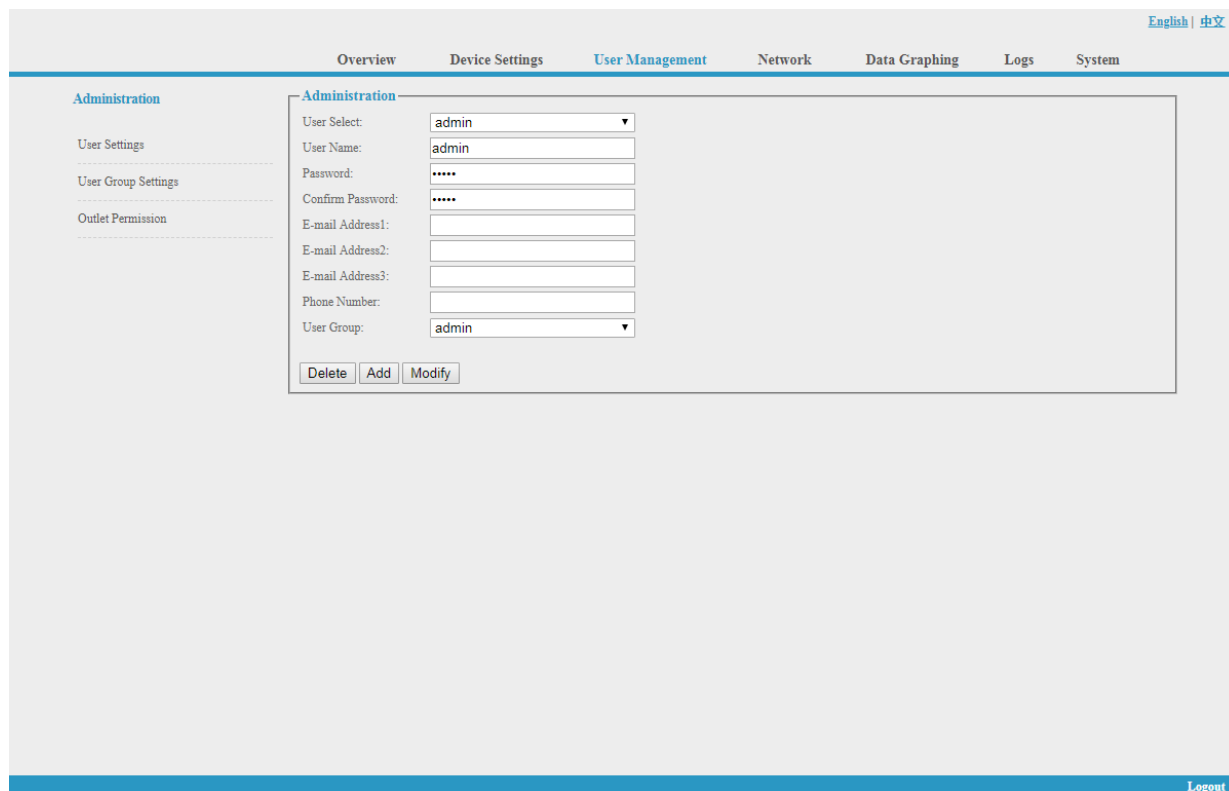 English | 中文
Overview Device Settings User Management Network Data Graphing Logs System
Administration
User Settings
User Group Settings
Outlet Permission
Administration
User Select: admin
User Name: admin
Password: •••••
Confirm Password: •••••
E-mail Address1:
E-mail Address2:
E-mail Address3:
Phone Number:
User Group: admin
Delete Add Modify
Logout